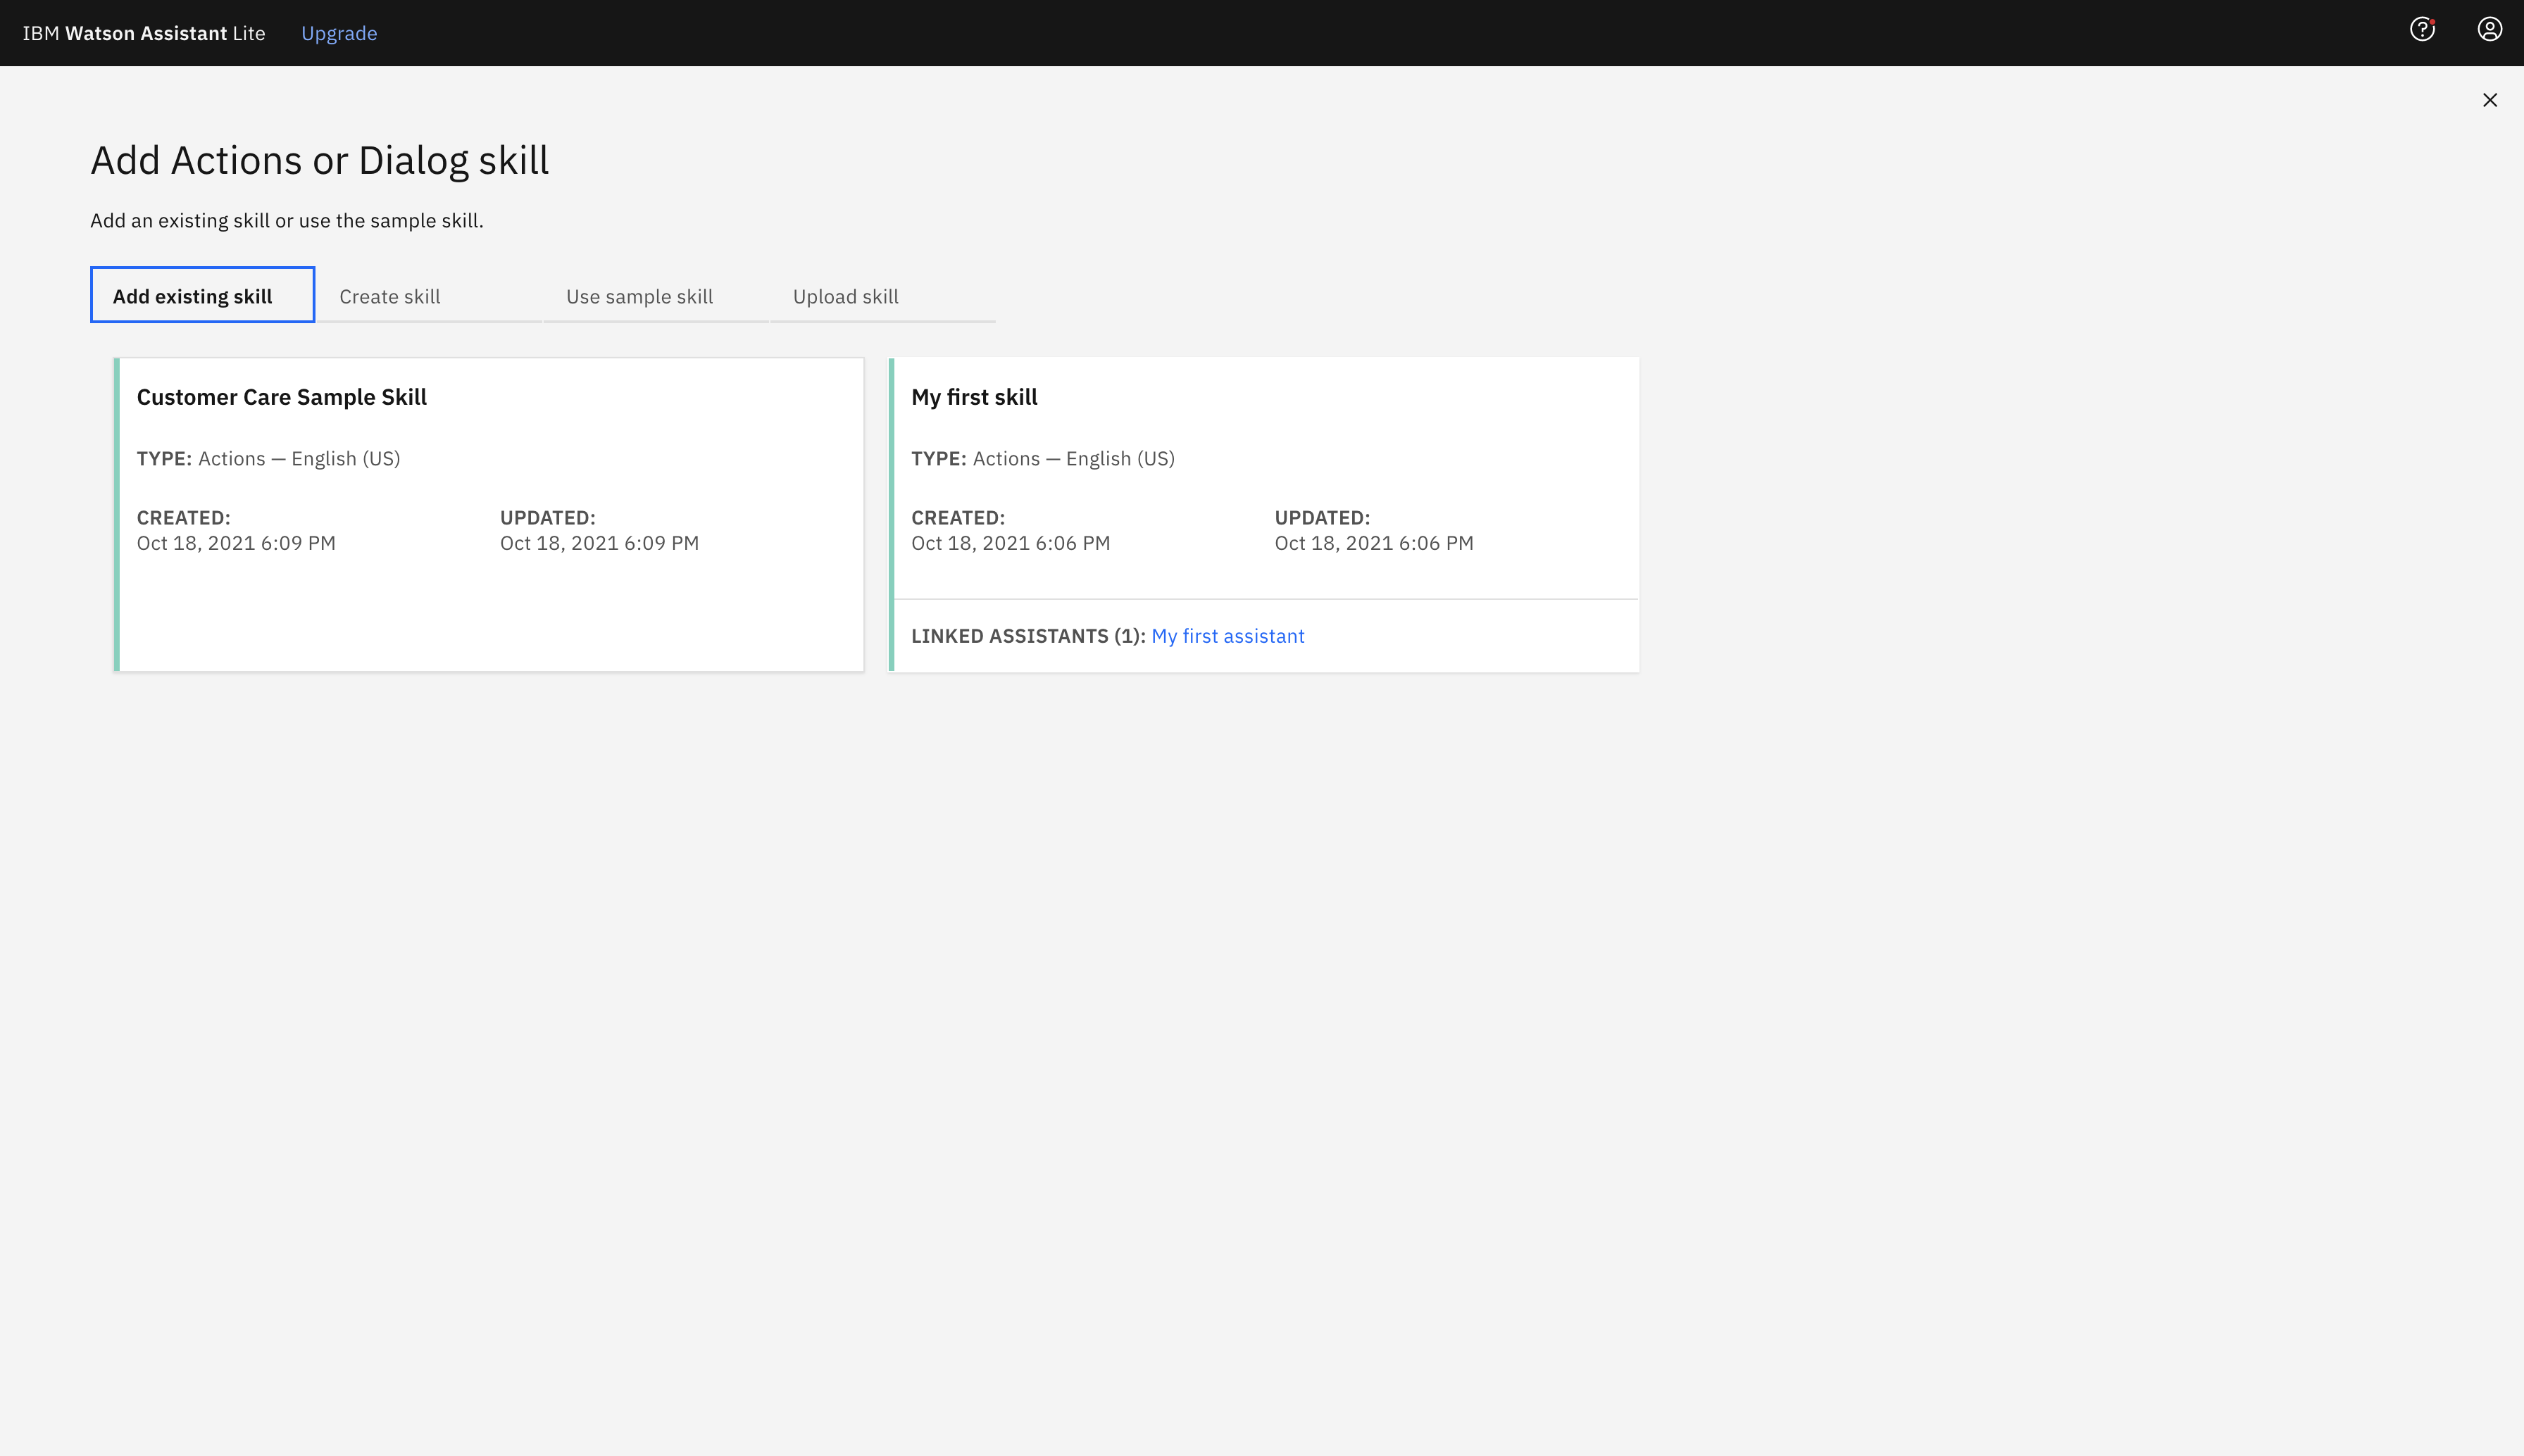 IBM Watson Assistant Lite Upgrade
Add Actions or Dialog skill
Add an existing skill or use the sample skill.
Add existing skill Create skill Use sample skill Upload skill
Customer Care Sample Skill
TYPE: Actions — English (US)
CREATED: UPDATED:
Oct 18, 2021 6:09 PM Oct 18, 2021 6:09 PM
My first skill
TYPE: Actions — English (US)
CREATED: UPDATED:
Oct 18, 2021 6:06 PM Oct 18, 2021 6:06 PM
LINKED ASSISTANTS (1): My first assistant